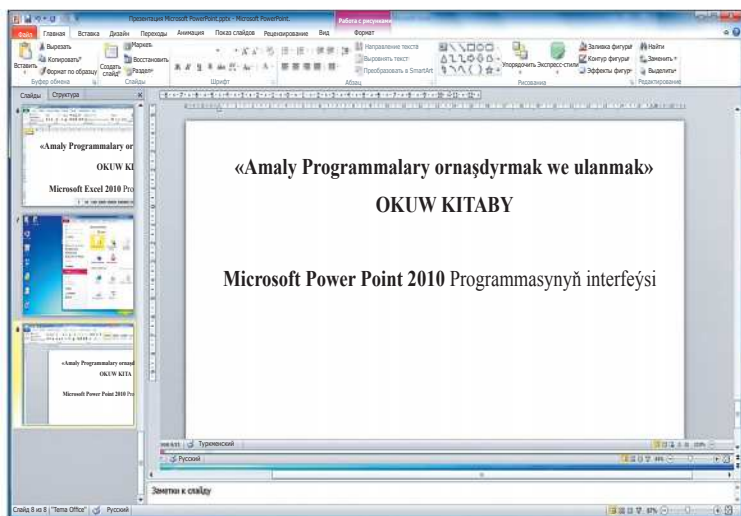 Презентация Microsoft PowerPoint.pptx - Microsoft PowerPoint.
Работа с рисунками
Файл Главная Вставка Дизайн Переходы Анимация Показ слайдов Рецензирование Вид Формат
Вставить
Вырезать
Копировать
Формат по образцу
Буфер обмена
Создать слайд
Восстановить
Раздел
Слайды
Шрифт
Направление текста
Выровнять текст
Преобразовать в SmartArt
Абзац
Упорядочить
Экспресс-стили
Заливка фигуры
Контур фигуры
Эффекты фигур
Рисование
Найти
Заменить
Выделить
Редактирование
Слайды Структура
«Amaly Programmalary or
OKUW KI
Microsoft Excel 2010 Pro
7
8
«Amaly Programmalary ornaşd
OKUW KITA
Microsoft Power Point 2010 Pro
«Amaly Programmalary ornaşdyrmak we ulanmak»
OKUW KITABY
Microsoft Power Point 2010 Programmasynyň interfeýsi
Туркменский
Русский
Заметки к слайду
Слайд 8 из 8 "Тема Office" Русский 87%